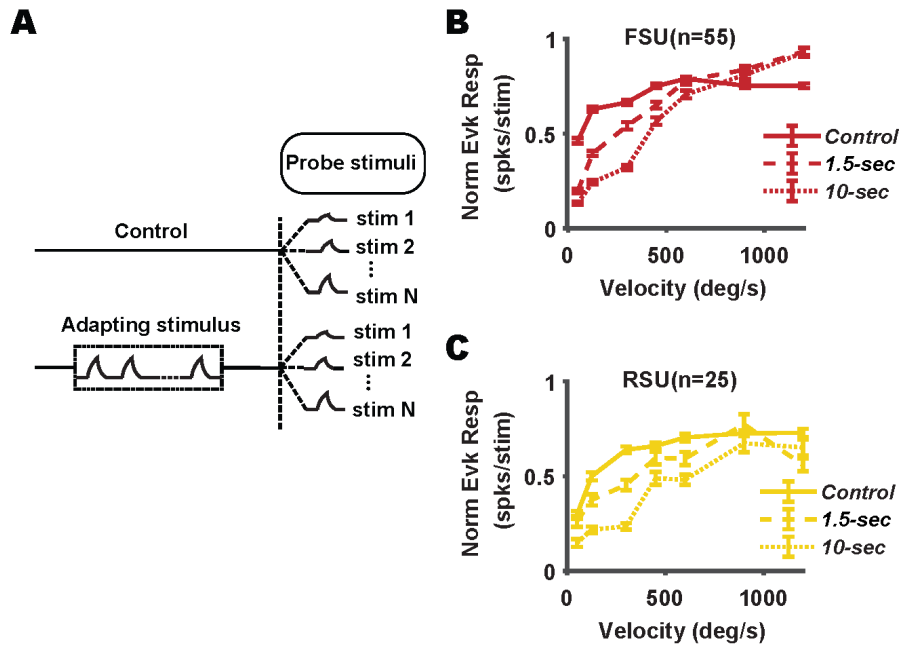 A
Probe stimuli
Control
stim 1
stim 2
stim N
Adapting stimulus
stim 1
stim 2
stim N
B
FSU(n=55)
Norm Evk Resp
(spks/stim)
1
0.5
0
Control
1.5-sec
10-sec
0 500 1000
Velocity (deg/s)
C
RSU(n=25)
Norm Evk Resp
(spks/stim)
1
0.5
0
Control
1.5-sec
10-sec
0 500 1000
Velocity (deg/s)